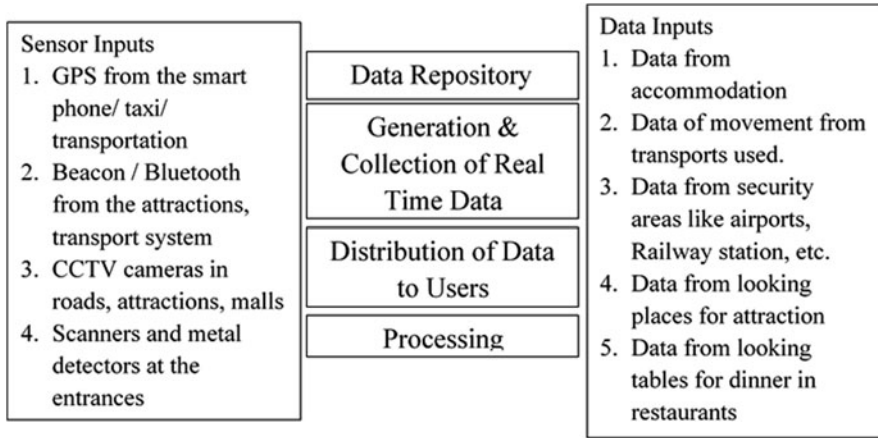 Sensor Inputs
1. GPS from the smart
phone/ taxi/
transportation
2. Beacon / Bluetooth
from the attractions,
transport system
3. CCTV cameras in
roads, attractions, malls
4. Scanners and metal
detectors at the
entrances
Data Repository
Generation &
Collection of Real
Time Data
Distribution of Data
to Users
Processing
Data Inputs
1. Data from
accommodation
2. Data of movement from
transports used.
3. Data from security
areas like airports,
Railway station, etc.
4. Data from looking
places for attraction
5. Data from looking
tables for dinner in
restaurants